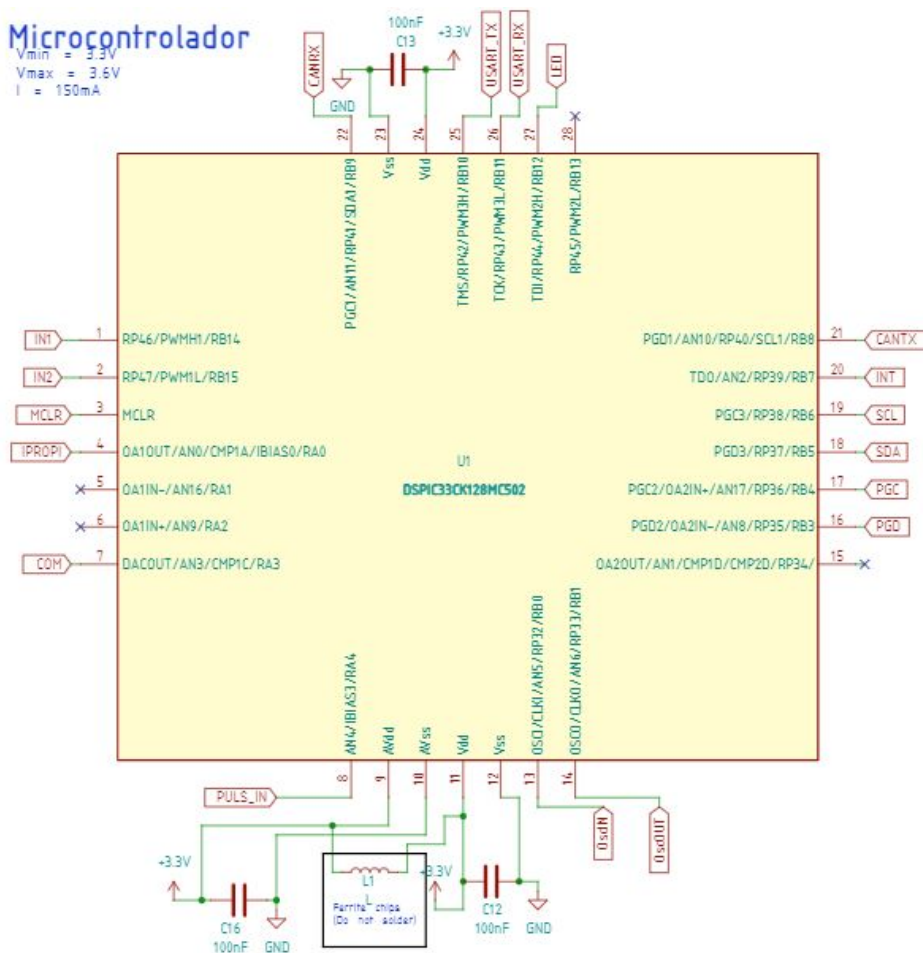 Microcontrolador
Vmin = 3.3V
Vmax = 3.6V
I = 150mA
100nF
C13
+3.3V
GND
CANRX
USART_TX
USART_RX
LED
22
23
24
25
26
27
28
PGC1/AN11/RP41/SDA1/RB9
Vss
Vdd
TMS/RP42/PWM3H/RB10
TCK/RP43/PWM3L/RB11
TDI/RP44/PWM2H/RB12
RP45/PWM2L/RB13
IN1
1
RP46/PWMH1/RB14
IN2
2
RP47/PWM1L/RB15
MCLR
3
MCLR
IPROPI
4
OA1OUT/AN0/CMP1A/IBIAS0/RA0
5
OA1IN-/AN16/RA1
6
OA1IN+/AN9/RA2
COM
7
DACOUT/AN3/CMP1C/RA3
U1
DSPIC33CK128MC502
PGD1/AN10/RP40/SCL1/RB8
21
CANTX
TDO/AN2/RP39/RB7
20
INT
PGC3/RP38/RB6
19
SCL
PGD3/RP37/RB5
18
SDA
PGC2/OA2IN+/AN17/RP36/RB4
17
PGC
PGD2/OA2IN-/AN8/RP35/RB3
16
PGD
OA2OUT/AN1/CMP1D/CMP2D/RP34/
15
AN4/IBIAS3/RA4
AVdd
AVss
Vdd
Vss
OSCI/CLKI/AN5/RP32/RB0
OSCO/CLKO/AN6/RP33/RB1
8
9
10
11
12
13
14
PULS_IN
OsdIN
OsdOUT
+3.3V
C16
100nF
GND
L1
L
Ferrite chips
(Do not solder)
+3.3V
C12
100nF
GND